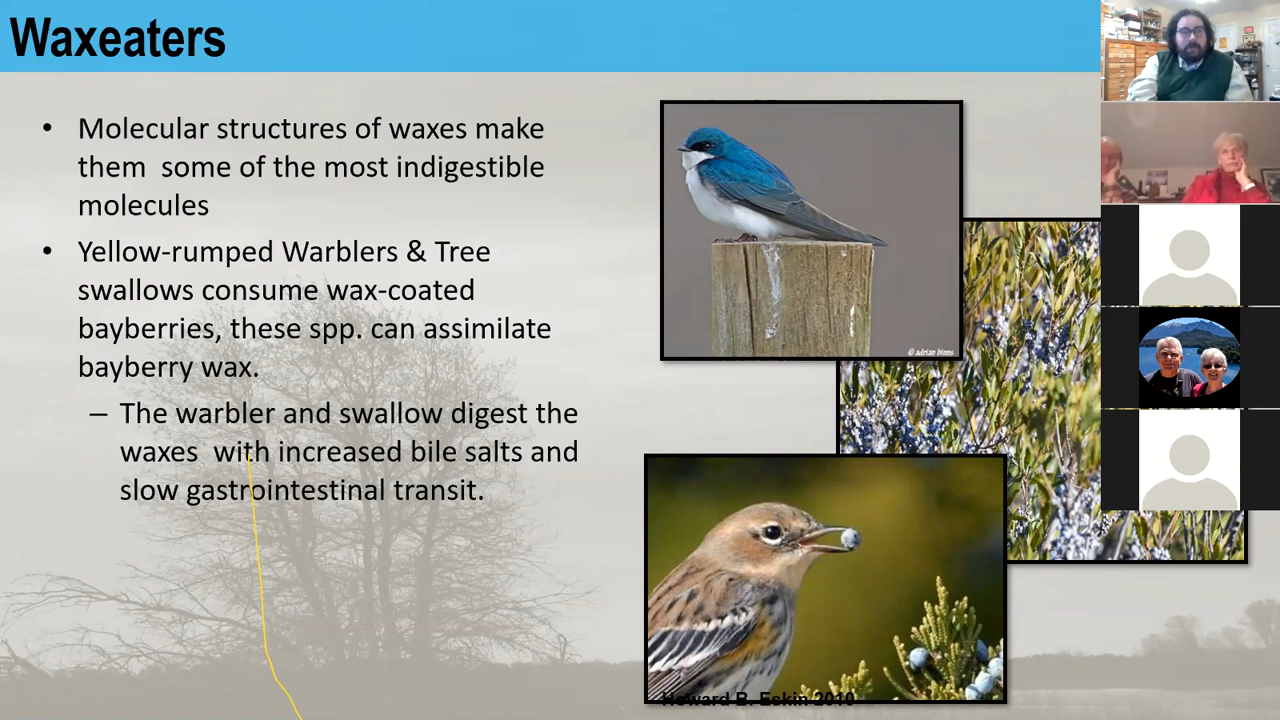 Waxeaters
• Molecular structures of waxes make
them  some of the most indigestible
molecules
• Yellow-rumped Warblers & Tree
swallows consume wax-coated
bayberries, these spp. can assimilate
bayberry wax.
– The warbler and swallow digest the
waxes  with increased bile salts and
slow gastrointestinal transit.
© adrian binns
Howard B. Eskin 2010